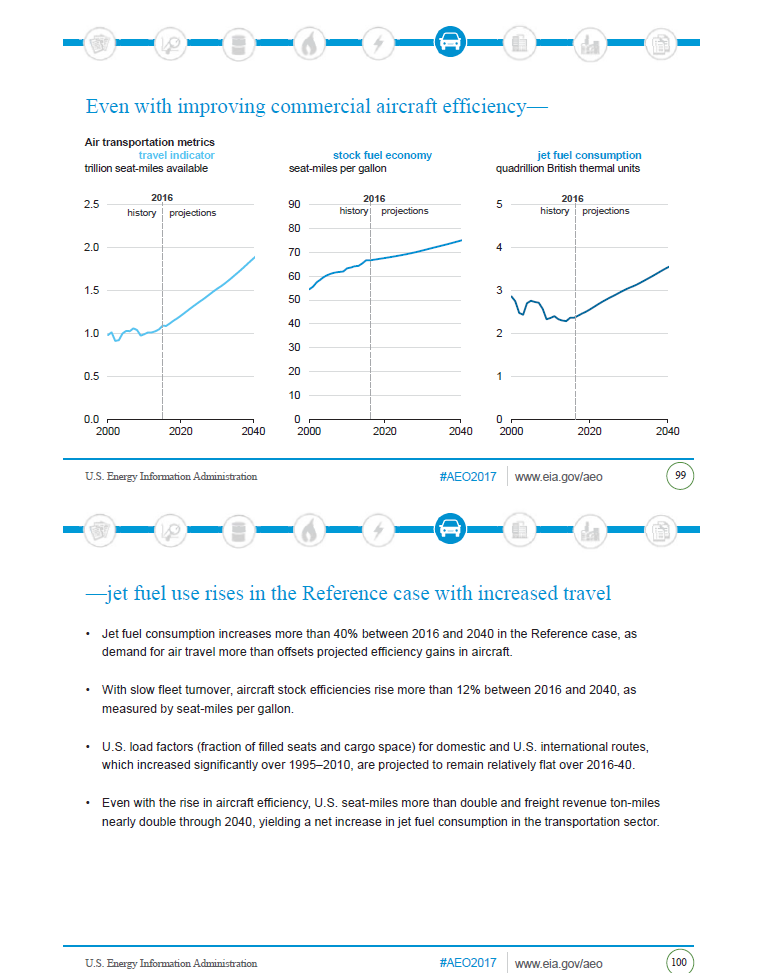 Even with improving commercial aircraft efficiency—
Air transportation metrics
travel indicator
trillion seat-miles available
2016
history projections
2.5
2.0
1.5
1.0
0.5
0.0
2000 2020 2040
stock fuel economy
seat-miles per gallon
2016
history projections
90
80
70
60
50
40
30
20
10
0
2000 2020 2040
jet fuel consumption
quadrillion British thermal units
2016
history projections
5
4
3
2
1
0
2000 2020 2040
U.S. Energy Information Administration #AEO2017 www.eia.gov/aeo 99
—jet fuel use rises in the Reference case with increased travel
• Jet fuel consumption increases more than 40% between 2016 and 2040 in the Reference case, as
demand for air travel more than offsets projected efficiency gains in aircraft.
• With slow fleet turnover, aircraft stock efficiencies rise more than 12% between 2016 and 2040, as
measured by seat-miles per gallon.
• U.S. load factors (fraction of filled seats and cargo space) for domestic and U.S. international routes,
which increased significantly over 1995–2010, are projected to remain relatively flat over 2016-40.
• Even with the rise in aircraft efficiency, U.S. seat-miles more than double and freight revenue ton-miles
nearly double through 2040, yielding a net increase in jet fuel consumption in the transportation sector.
U.S. Energy Information Administration #AEO2017 www.eia.gov/aeo 100